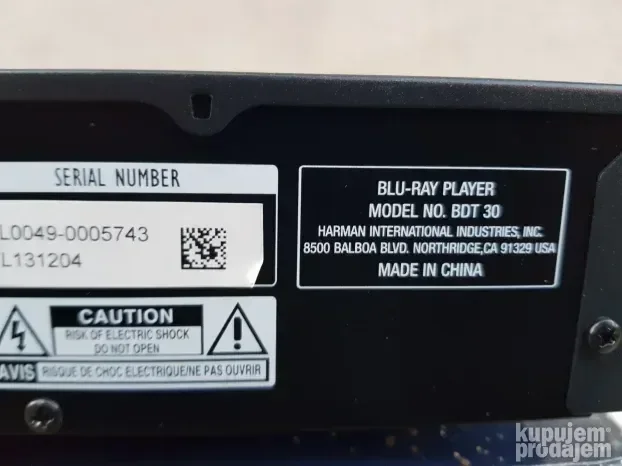 SERIAL NUMBER
L0049-0005743
L131204
CAUTION
RISK OF ELECTRIC SHOCK
DO NOT OPEN
AVIS RISQUE DE CHOC ELECTRIQUE/NE PAS OUVRIR
BLU-RAY PLAYER
MODEL NO. BDT 30
HARMAN INTERNATIONAL INDUSTRIES, INC.
8500 BALBOA BLVD. NORTHRIDGE,CA 91329 USA
MADE IN CHINA
kupujem
prodajem